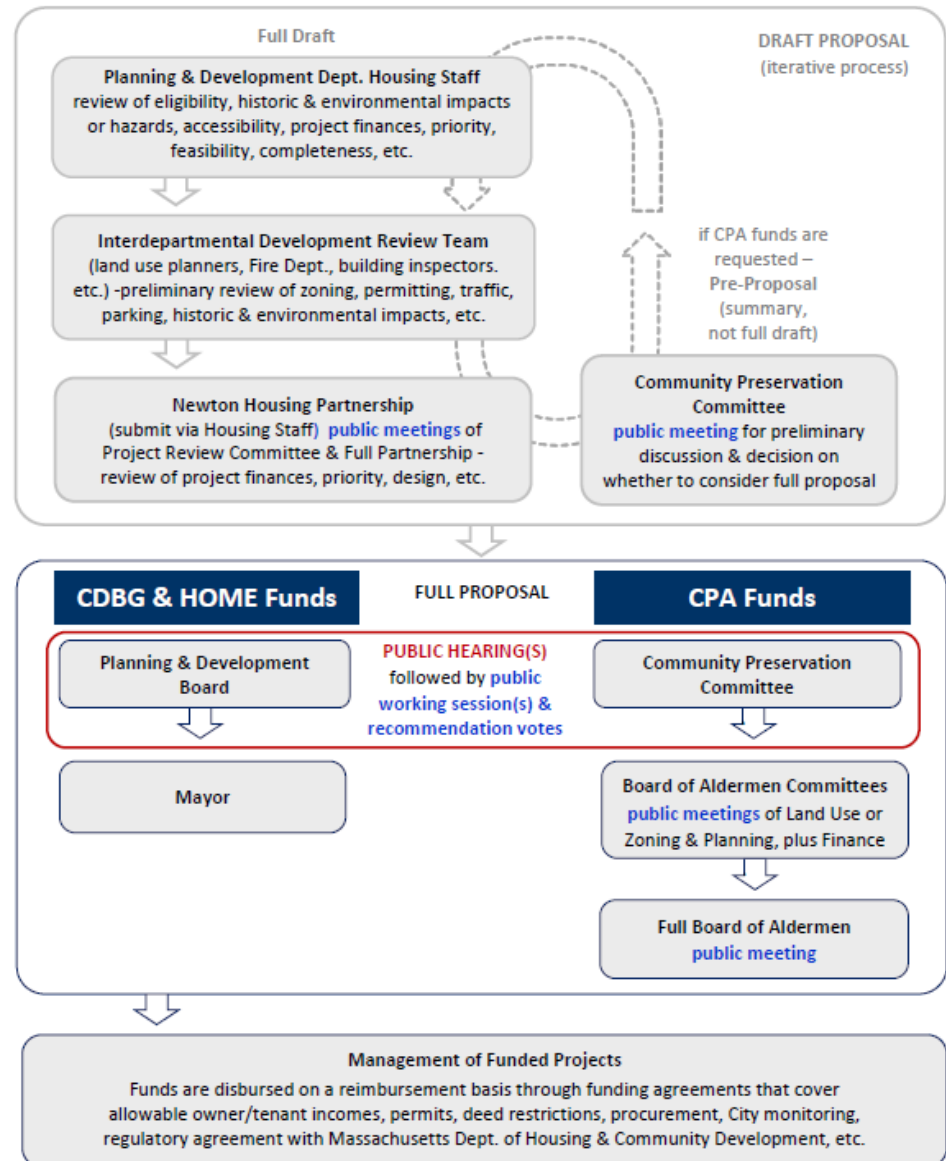 Full Draft
DRAFT PROPOSAL
(iterative process)
Planning & Development Dept. Housing Staff
review of eligibility, historic & environmental impacts
or hazards, accessibility, project finances, priority,
feasibility, completeness, etc.
Interdepartmental Development Review Team
(land use planners, Fire Dept., building inspectors.
etc.) -preliminary review of zoning, permitting, traffic,
parking, historic & environmental impacts, etc.
if CPA funds are
requested –
Pre-Proposal
(summary,
not full draft)
Newton Housing Partnership
(submit via Housing Staff) public meetings of
Project Review Committee & Full Partnership -
review of project finances, priority, design, etc.
Community Preservation
Committee
public meeting for preliminary
discussion & decision on
whether to consider full proposal
CDBG & HOME Funds
FULL PROPOSAL
CPA Funds
Planning & Development
Board
PUBLIC HEARING(S)
followed by public
working session(s) &
recommendation votes
Community Preservation
Committee
Mayor
Board of Aldermen Committees
public meetings of Land Use or
Zoning & Planning, plus Finance
Full Board of Aldermen
public meeting
Management of Funded Projects
Funds are disbursed on a reimbursement basis through funding agreements that cover
allowable owner/tenant incomes, permits, deed restrictions, procurement, City monitoring,
regulatory agreement with Massachusetts Dept. of Housing & Community Development, etc.